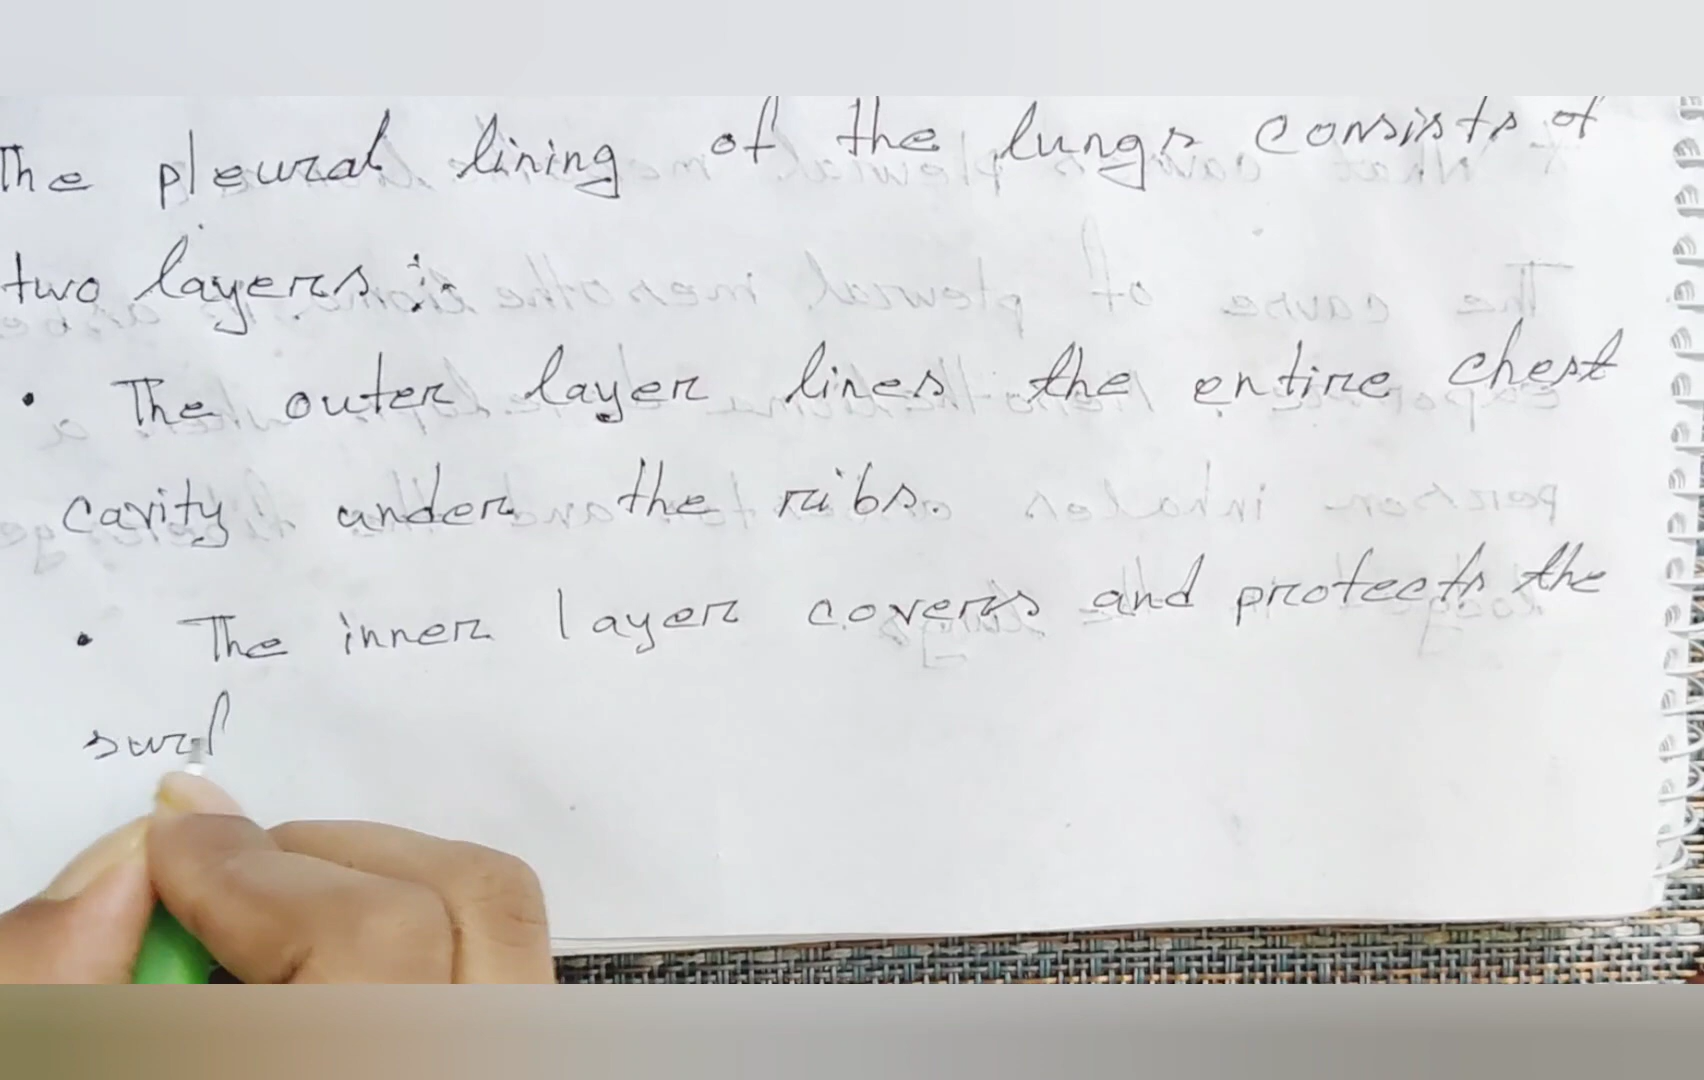 The pleural lining of the lungs consists of
two layers:
• The outer layer lines the entire chest
cavity under the ribs.
• The inner layer covers and protects the
surf